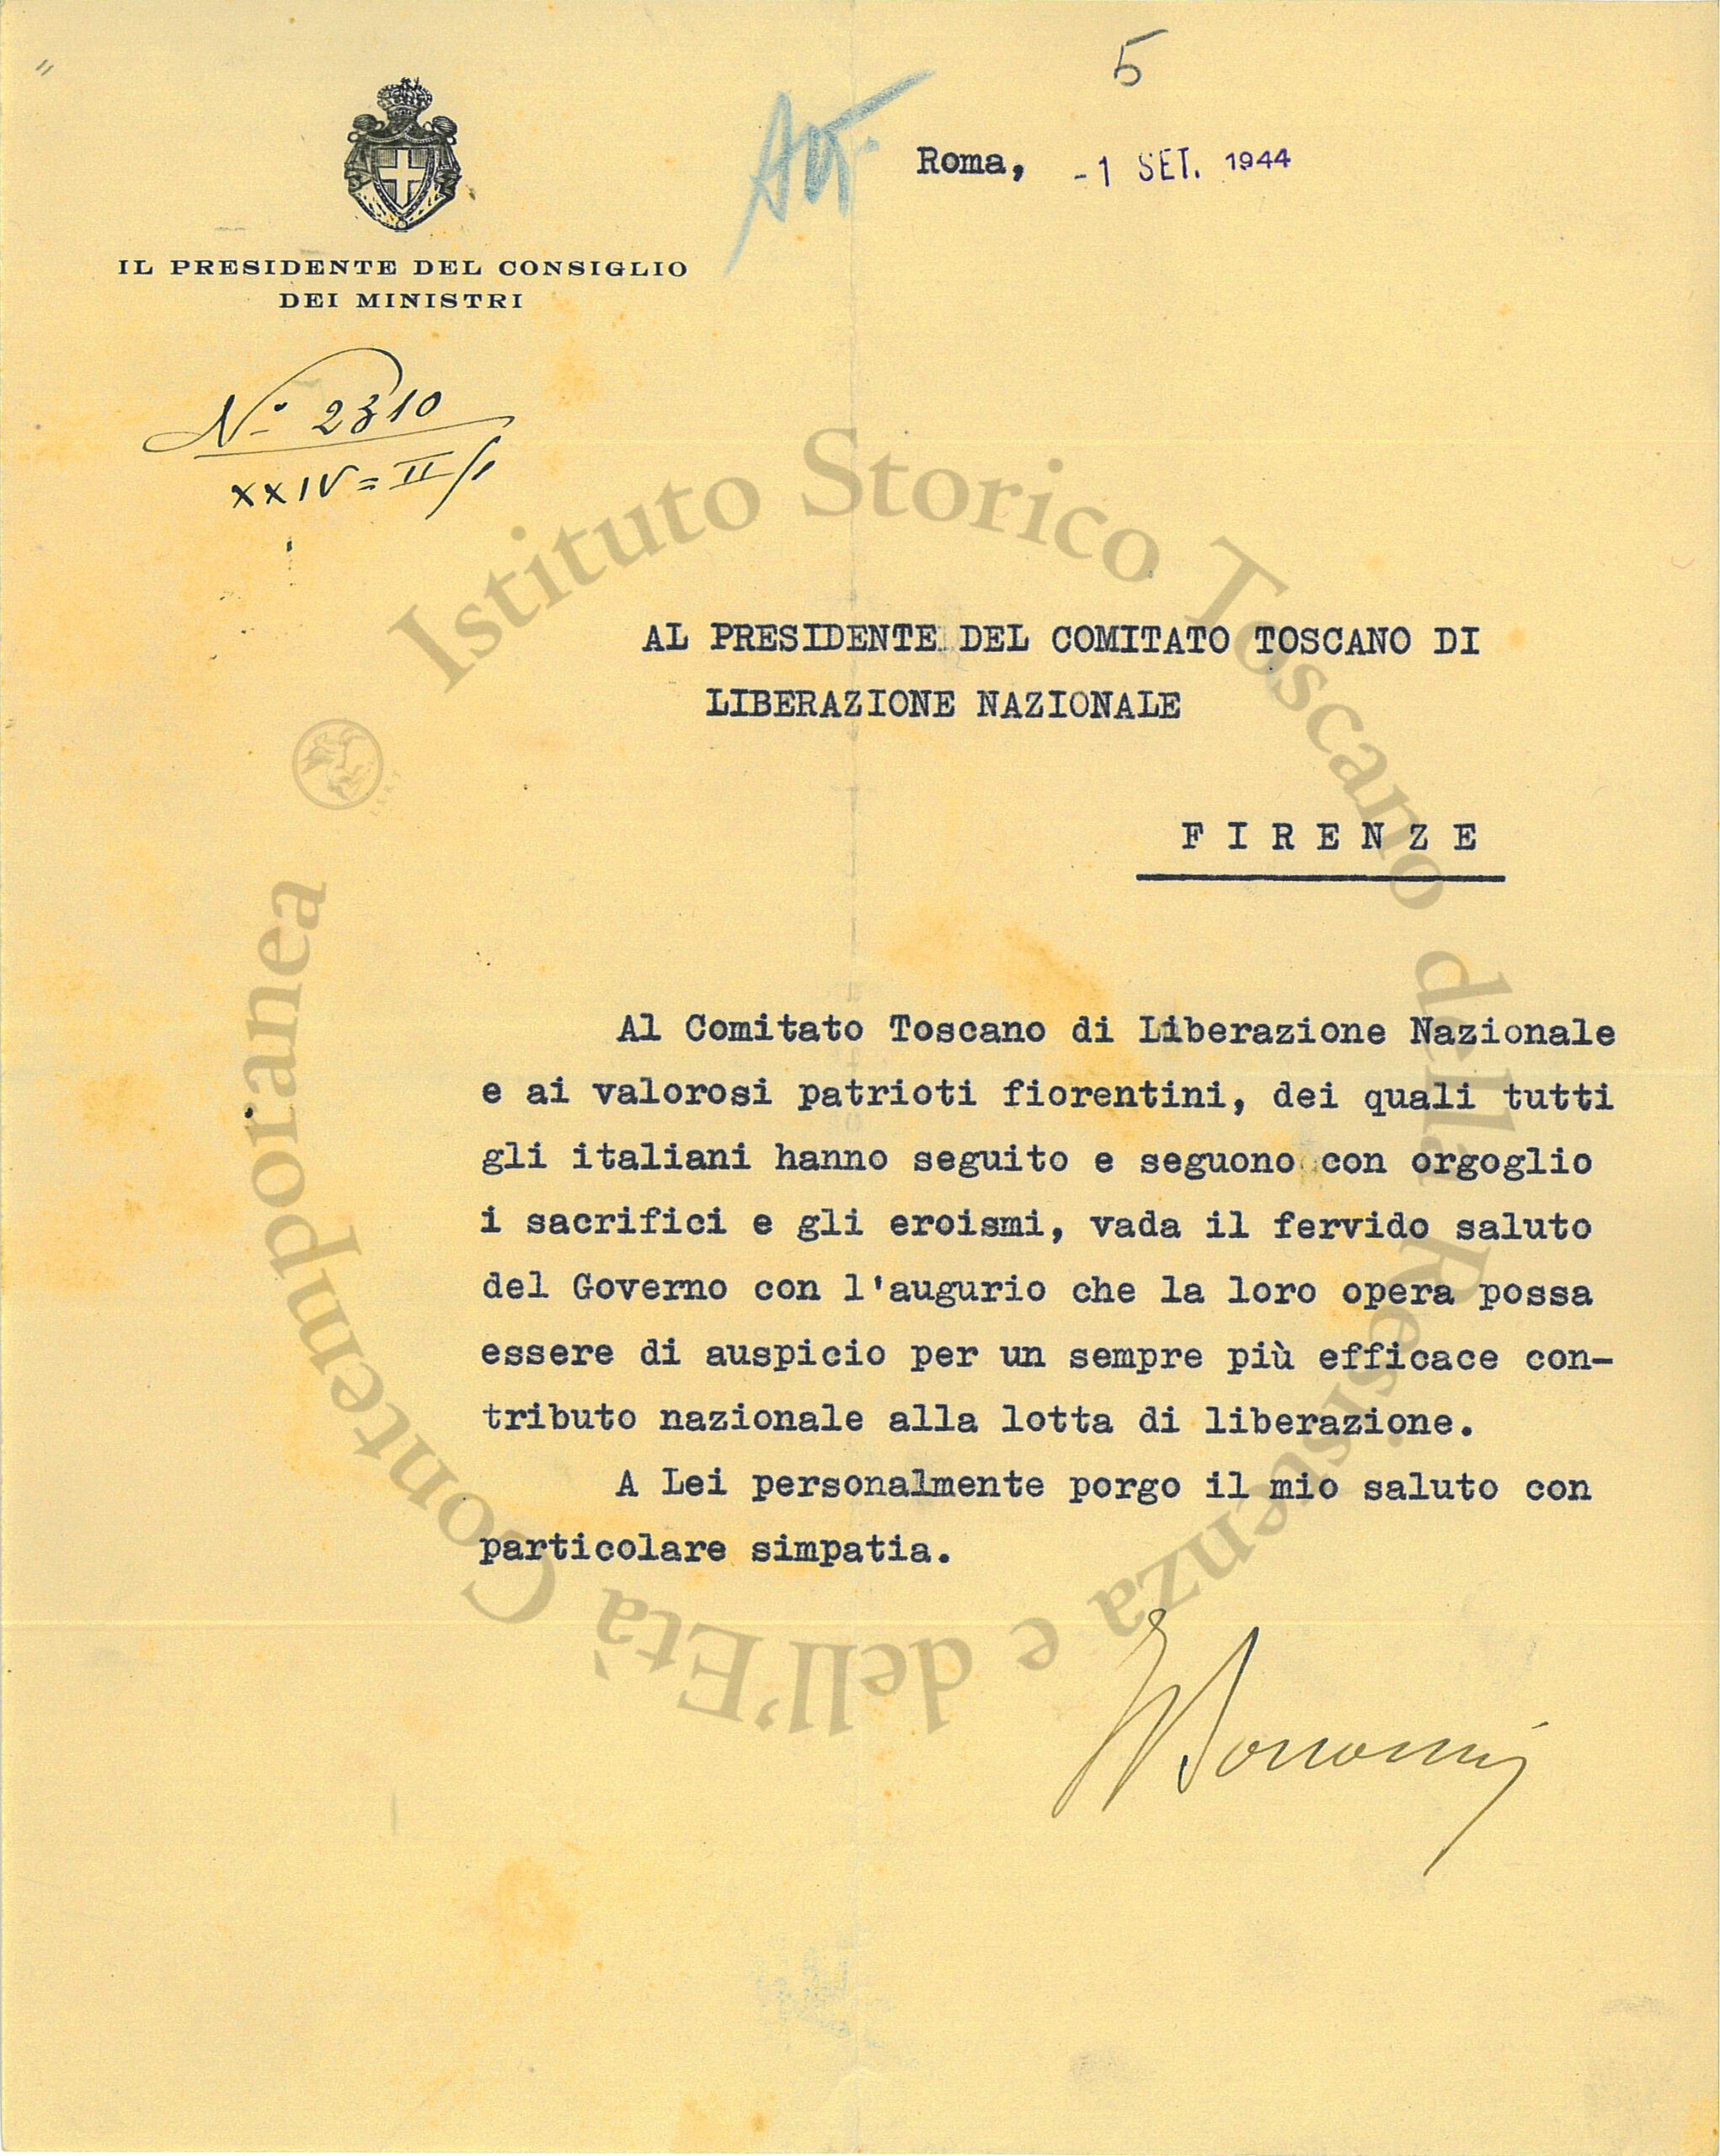 5
Att.
Roma, -1 SET. 1944
IL PRESIDENTE DEL CONSIGLIO
DEI MINISTRI
N.° 2310
XXIV=II/1
AL PRESIDENTE DEL COMITATO TOSCANO DI
LIBERAZIONE NAZIONALE
FIRENZE
Al Comitato Toscano di Liberazione Nazionale
e ai valorosi patrioti fiorentini, dei quali tutti
gli italiani hanno seguito e seguono con orgoglio
i sacrifici e gli eroismi, vada il fervido saluto
del Governo con l'augurio che la loro opera possa
essere di auspicio per un sempre più efficace con-
tributo nazionale alla lotta di liberazione.
A Lei personalmente porgo il mio saluto con
particolare simpatia.
Bonomi
Istituto Storico Toscano della Resistenza e dell'Età Contemporanea